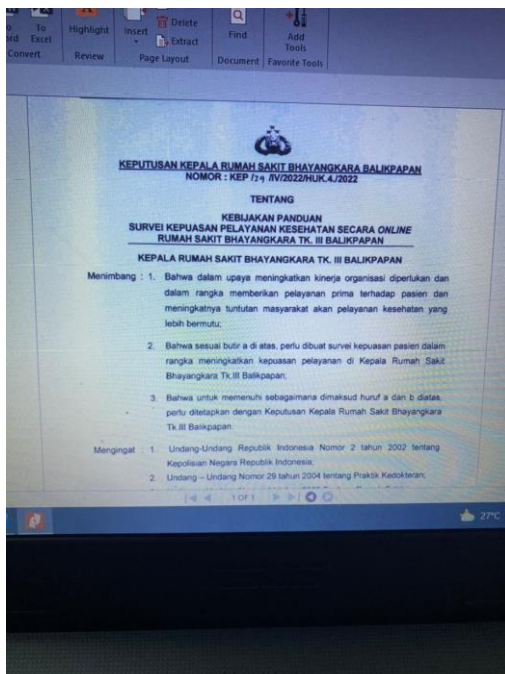 To
Delete
ord Excel
Highlight
Insert
Extract
Find
Add
Tools
Convert
Review
Page Layout
Document
Favorite Tools
KEPUTUSAN KEPALA RUMAH SAKIT BHAYANGKARA BALIKPAPAN
NOMOR : KEP 129 /IV/2022/HUK.4./2022
TENTANG
KEBIJAKAN PANDUAN
SURVEI KEPUASAN PELAYANAN KESEHATAN SECARA ONLINE
RUMAH SAKIT BHAYANGKARA TK. III BALIKPAPAN
KEPALA RUMAH SAKIT BHAYANGKARA TK. III BALIKPAPAN
Menimbang : 1. Bahwa dalam upaya meningkatkan kinerja organisasi diperlukan dan
dalam rangka memberikan pelayanan prima terhadap pasien dan
meningkatnya tuntutan masyarakat akan pelayanan kesehatan yang
lebih bermutu;
2. Bahwa sesuai butir a di atas, perlu dibuat survei kepuasan pasien dalam
rangka meningkatkan kepuasan pelayanan di Kepala Rumah Sakit
Bhayangkara Tk.III Balikpapan;
3. Bahwa untuk memenuhi sebagaimana dimaksud huruf a dan b diatas,
perlu ditetapkan dengan Keputusan Kepala Rumah Sakit Bhayangkara
Tk.III Balikpapan.
Mengingat : 1. Undang-Undang Republik Indonesia Nomor 2 tahun 2002 tentang
Kepolisian Negara Republik Indonesia;
2. Undang – Undang Nomor 29 tahun 2004 tentang Praktik Kedokteran;
1 OF 1
27°C